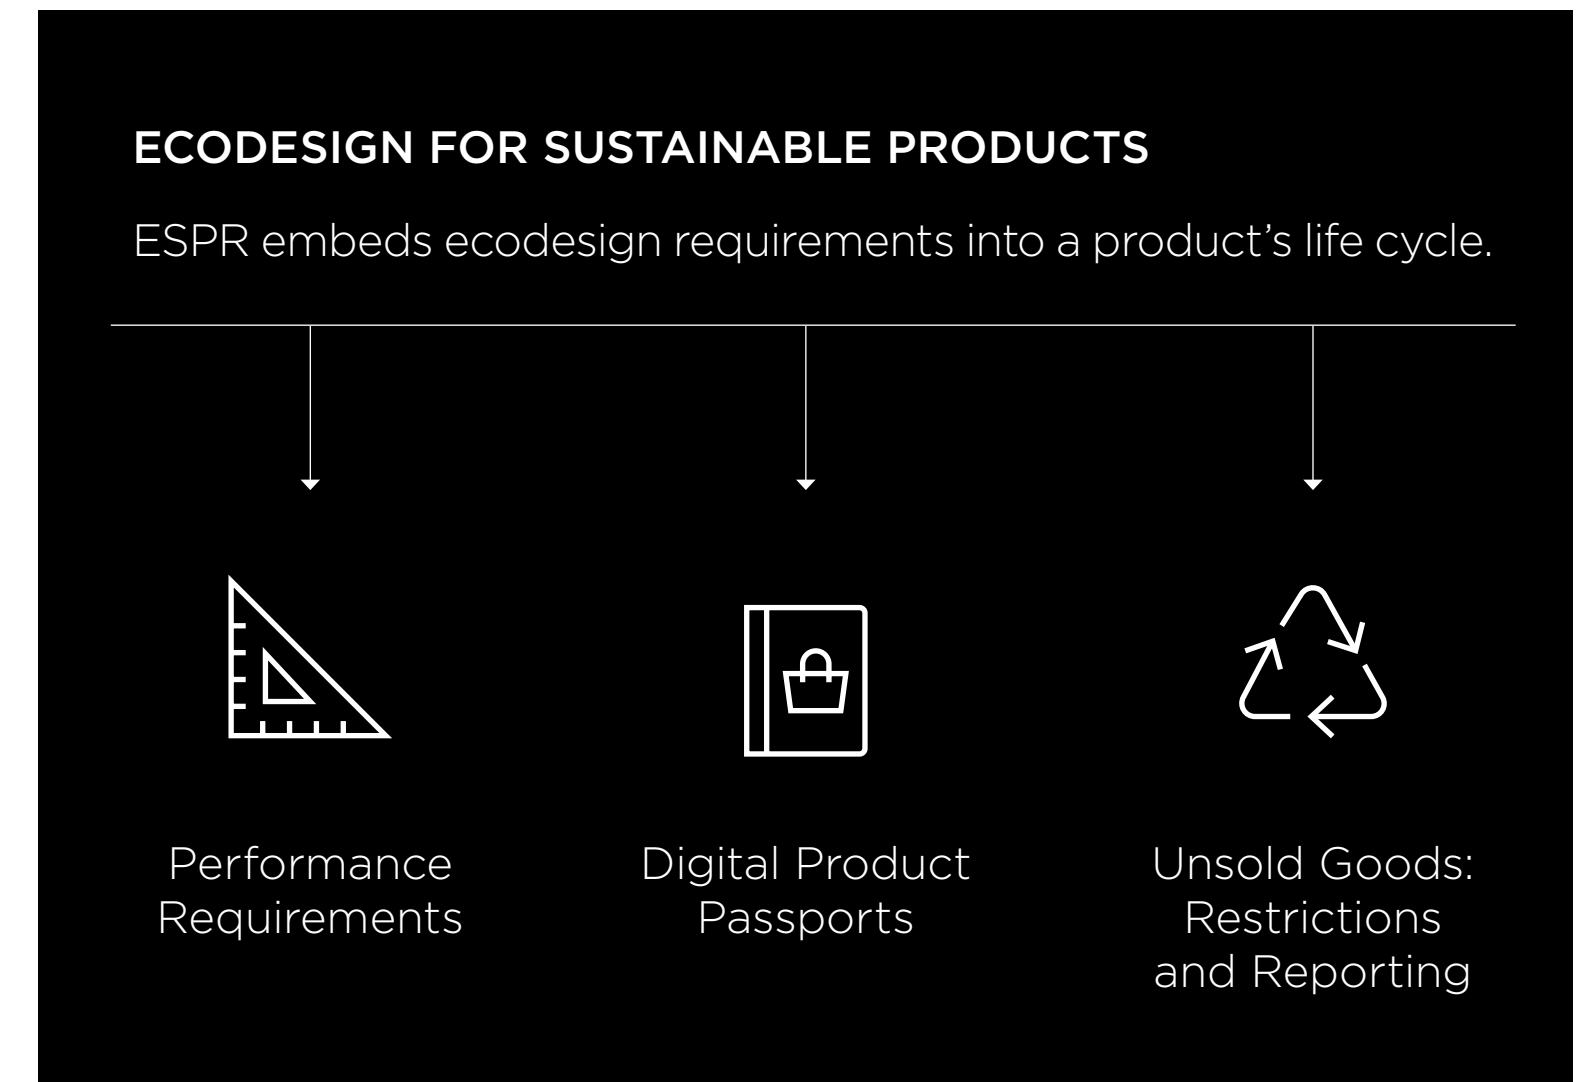 ECODESIGN FOR SUSTAINABLE PRODUCTS
ESPR embeds ecodesign requirements into a product’s life cycle.
Performance
Requirements
Digital Product
Passports
Unsold Goods:
Restrictions
and Reporting